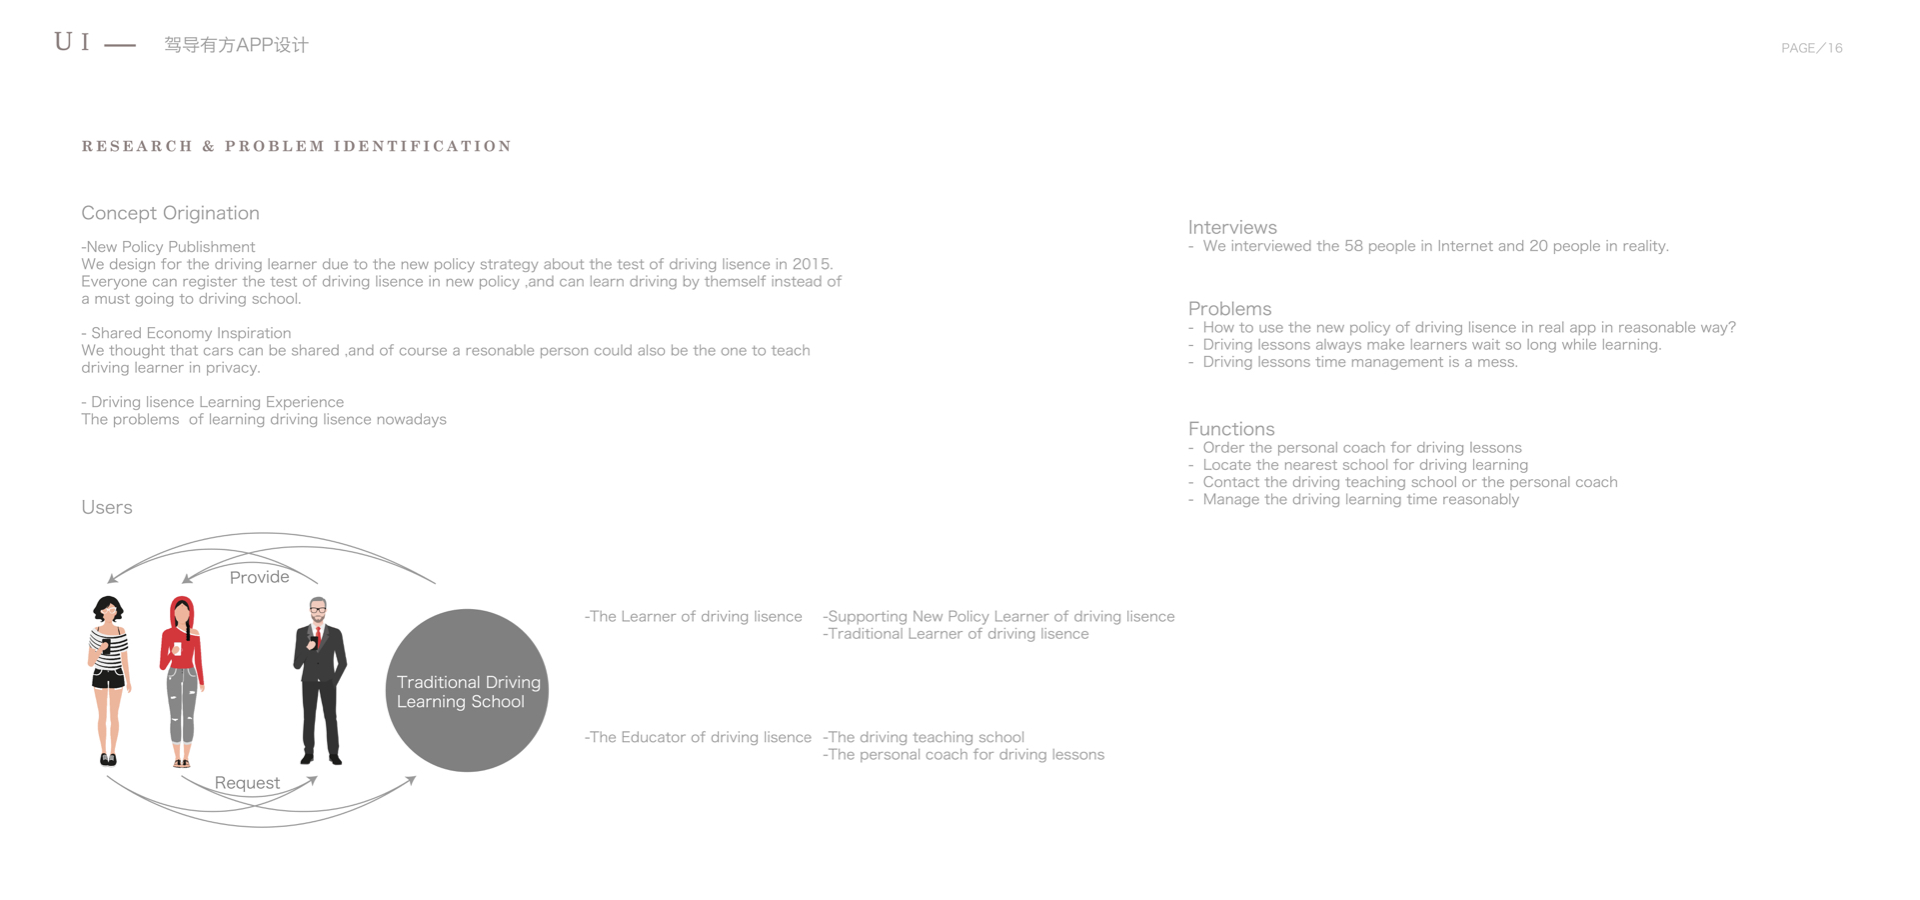 UI — 驾导有方APP设计
PAGE／16
RESEARCH & PROBLEM IDENTIFICATION
Concept Origination
-New Policy Publishment
We design for the driving learner due to the new policy strategy about the test of driving lisence in 2015.
Everyone can register the test of driving lisence in new policy ,and can learn driving by themself instead of
a must going to driving school.
- Shared Economy Inspiration
We thought that cars can be shared ,and of course a resonable person could also be the one to teach
driving learner in privacy.
- Driving lisence Learning Experience
The problems  of learning driving lisence nowadays
Interviews
- We interviewed the 58 people in Internet and 20 people in reality.
Problems
- How to use the new policy of driving lisence in real app in reasonable way?
- Driving lessons always make learners wait so long while learning.
- Driving lessons time management is a mess.
Functions
- Order the personal coach for driving lessons
- Locate the nearest school for driving learning
- Contact the driving teaching school or the personal coach
- Manage the driving learning time reasonably
Users
Provide
Traditional Driving
Learning School
Request
-The Learner of driving lisence
-Supporting New Policy Learner of driving lisence
-Traditional Learner of driving lisence
-The Educator of driving lisence
-The driving teaching school
-The personal coach for driving lessons